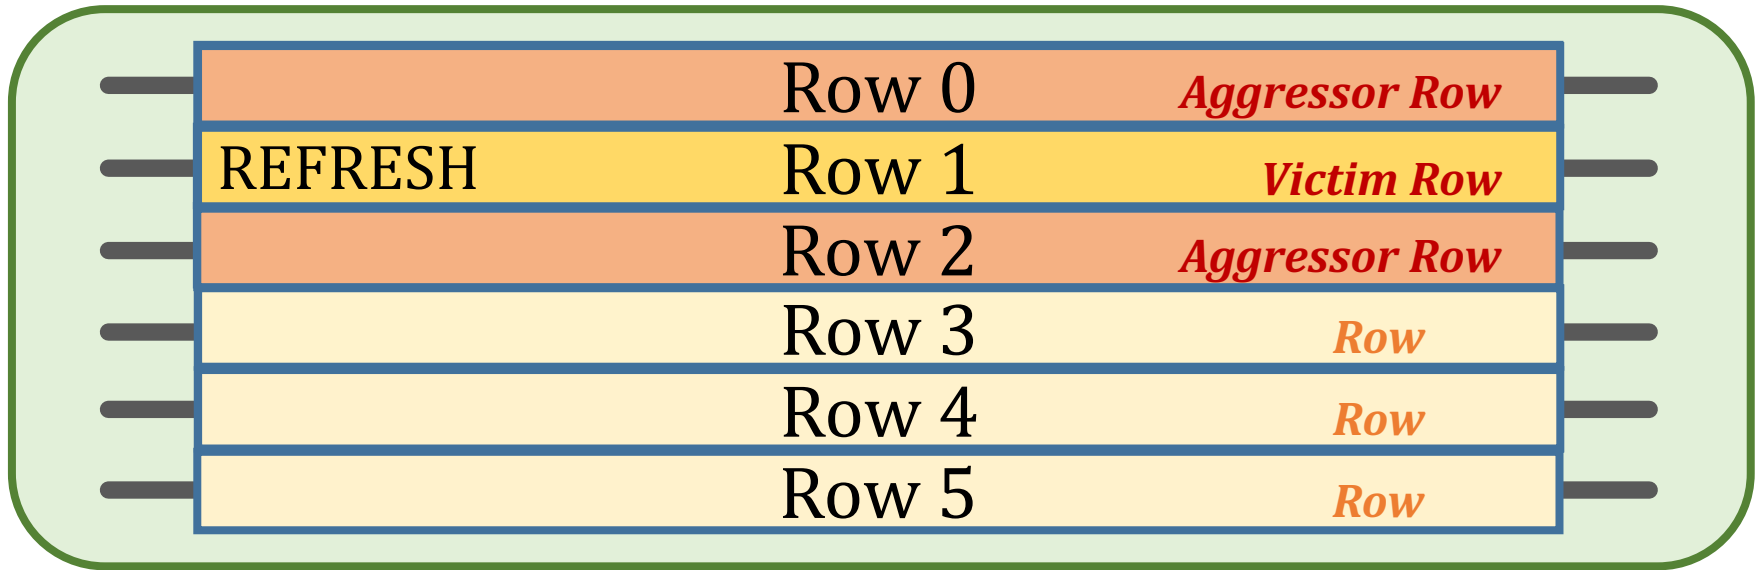 Row 0 Aggressor Row
REFRESH Row 1 Victim Row
Row 2 Aggressor Row
Row 3 Row
Row 4 Row
Row 5 Row